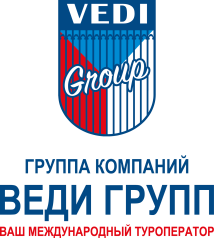 VEDI
Group
ГРУППА КОМПАНИЙ
ВЕДИ ГРУПП
ВАШ МЕЖДУНАРОДНЫЙ ТУРОПЕРАТОР